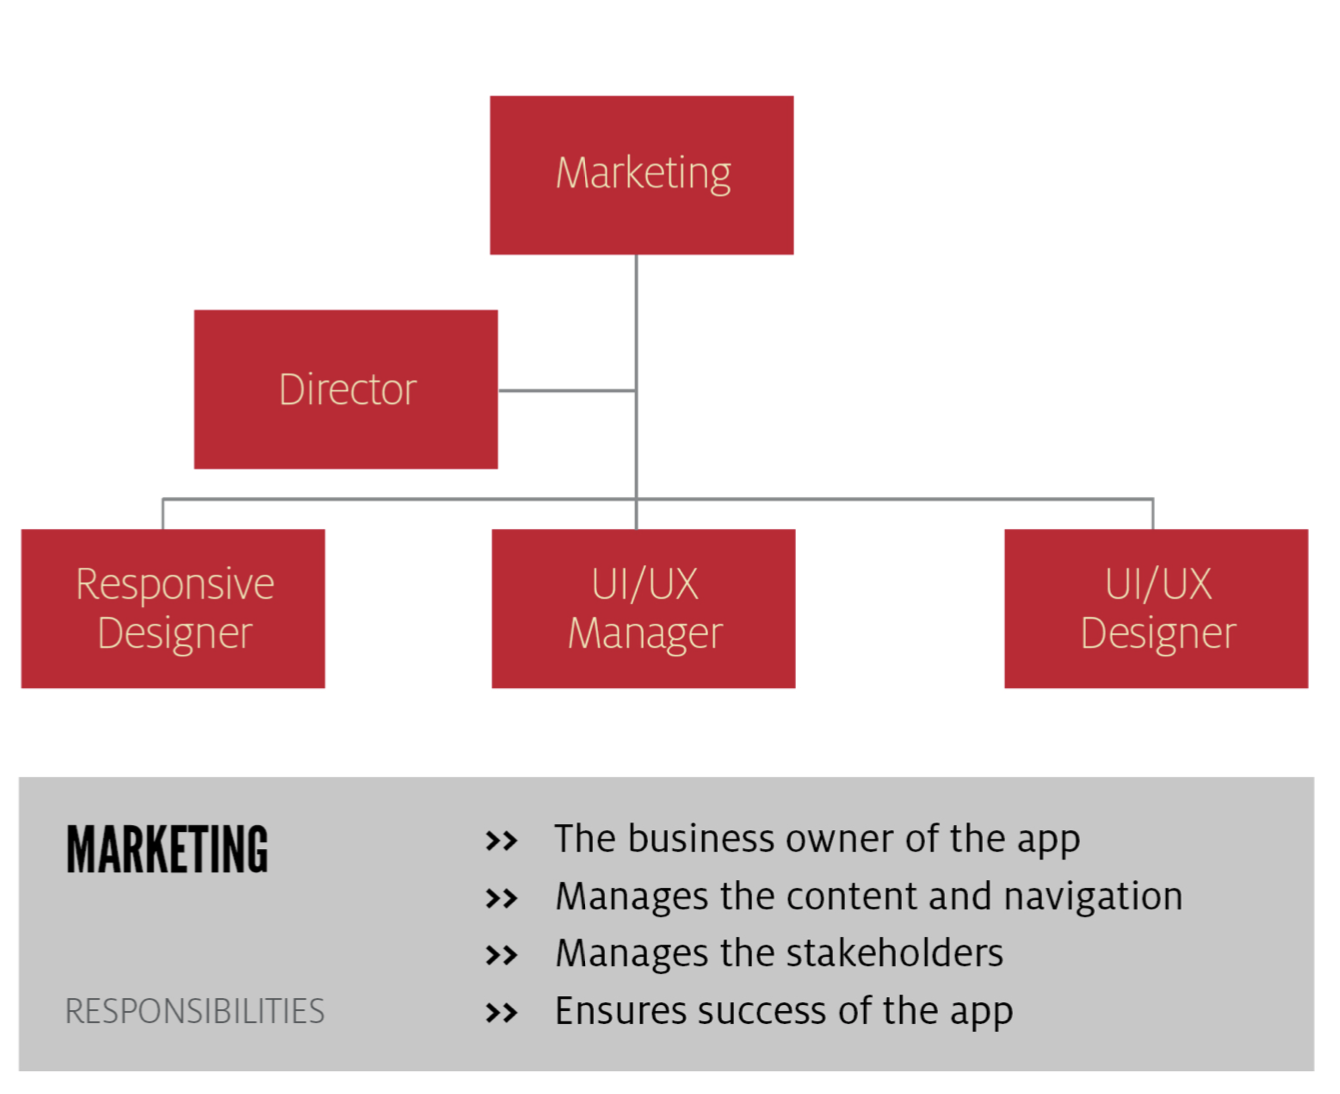 Marketing
Director
Responsive
Designer
UI/UX
Manager
UI/UX
Designer
MARKETING
RESPONSIBILITIES
>> The business owner of the app
>> Manages the content and navigation
>> Manages the stakeholders
>> Ensures success of the app